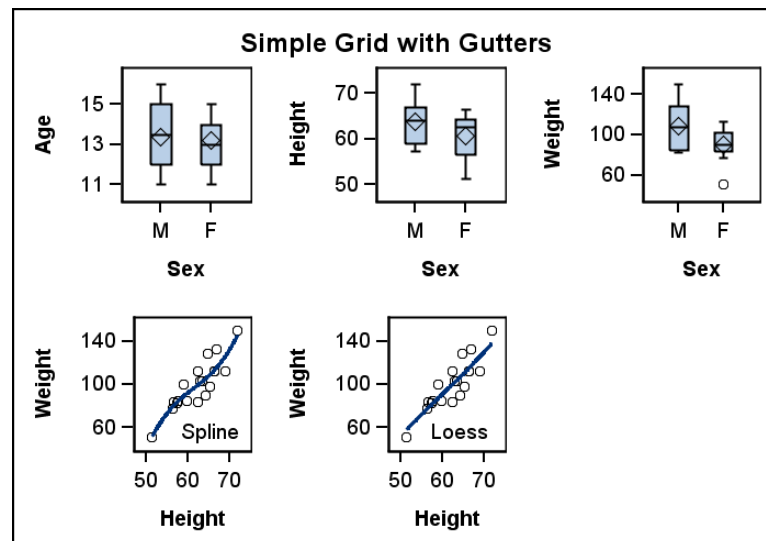 Simple Grid with Gutters
Age
15
13
11
M F
Sex
Height
70
60
50
M F
Sex
Weight
140
100
60
M F
Sex
Weight
140
100
60
Spline
50 60 70
Height
Weight
140
100
60
Loess
50 60 70
Height